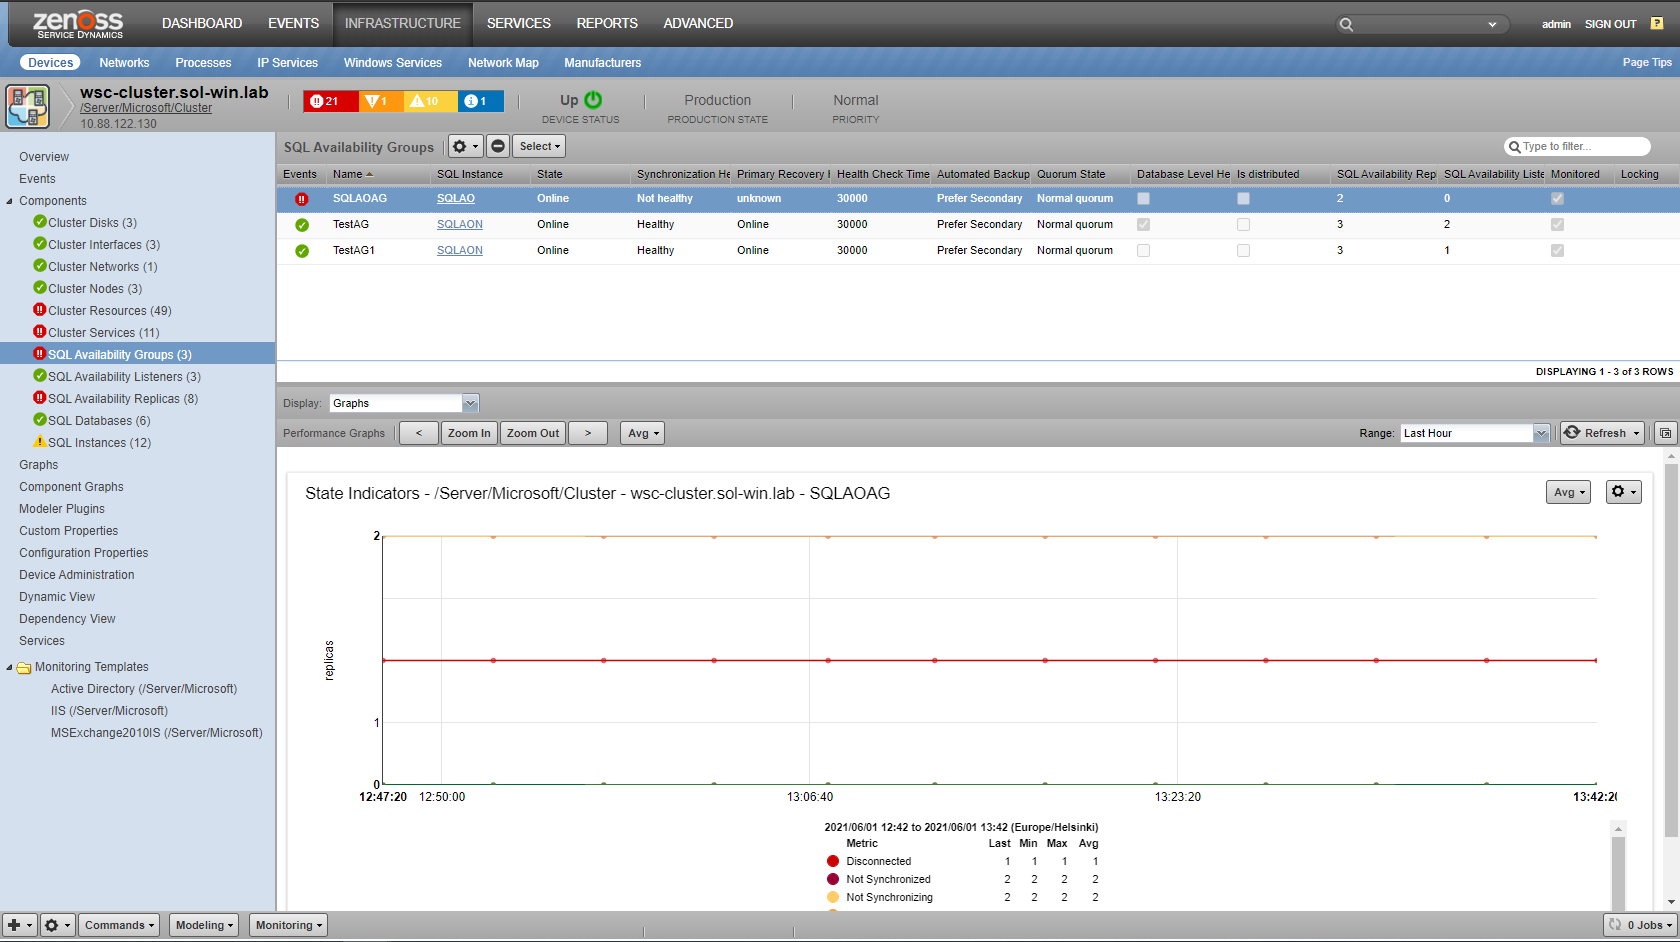 zenoss
SERVICE DYNAMICS
DASHBOARD EVENTS INFRASTRUCTURE SERVICES REPORTS ADVANCED
admin SIGN OUT ?
Devices Networks Processes IP Services Windows Services Network Map Manufacturers Page Tips
wsc-cluster.sol-win.lab
/Server/Microsoft/Cluster
10.88.122.130
21 1 10 1
Up
DEVICE STATUS
Production
PRODUCTION STATE
Normal
PRIORITY
Overview
Events
Components
Cluster Disks (3)
Cluster Interfaces (3)
Cluster Networks (1)
Cluster Nodes (3)
Cluster Resources (49)
Cluster Services (11)
SQL Availability Groups (3)
SQL Availability Listeners (3)
SQL Availability Replicas (8)
SQL Databases (6)
SQL Instances (12)
Graphs
Component Graphs
Modeler Plugins
Custom Properties
Configuration Properties
Device Administration
Dynamic View
Dependency View
Services
Monitoring Templates
Active Directory (/Server/Microsoft)
IIS (/Server/Microsoft)
MSExchange2010IS (/Server/Microsoft)
SQL Availability Groups Select Type to filter...
Events Name SQL Instance State Synchronization He Primary Recovery H Health Check Time Automated Backup Quorum State Database Level He Is distributed SQL Availability Repl SQL Availability Liste Monitored Locking
SQLAOAG SQLAO Online Not healthy unknown 30000 Prefer Secondary Normal quorum 2 0
TestAG SQLAON Online Healthy Online 30000 Prefer Secondary Normal quorum 3 2
TestAG1 SQLAON Online Healthy Online 30000 Prefer Secondary Normal quorum 3 1
DISPLAYING 1 - 3 of 3 ROWS
Display: Graphs
Performance Graphs < Zoom In Zoom Out > Avg Range: Last Hour Refresh
State Indicators - /Server/Microsoft/Cluster - wsc-cluster.sol-win.lab - SQLAOAG Avg
2
replicas
1
0
12:47:20 12:50:00 13:06:40 13:23:20 13:42:20
2021/06/01 12:42 to 2021/06/01 13:42 (Europe/Helsinki)
Metric Last Min Max Avg
Disconnected 1 1 1 1
Not Synchronized 2 2 2 2
Not Synchronizing 2 2 2 2
Commands Modeling Monitoring 0 Jobs